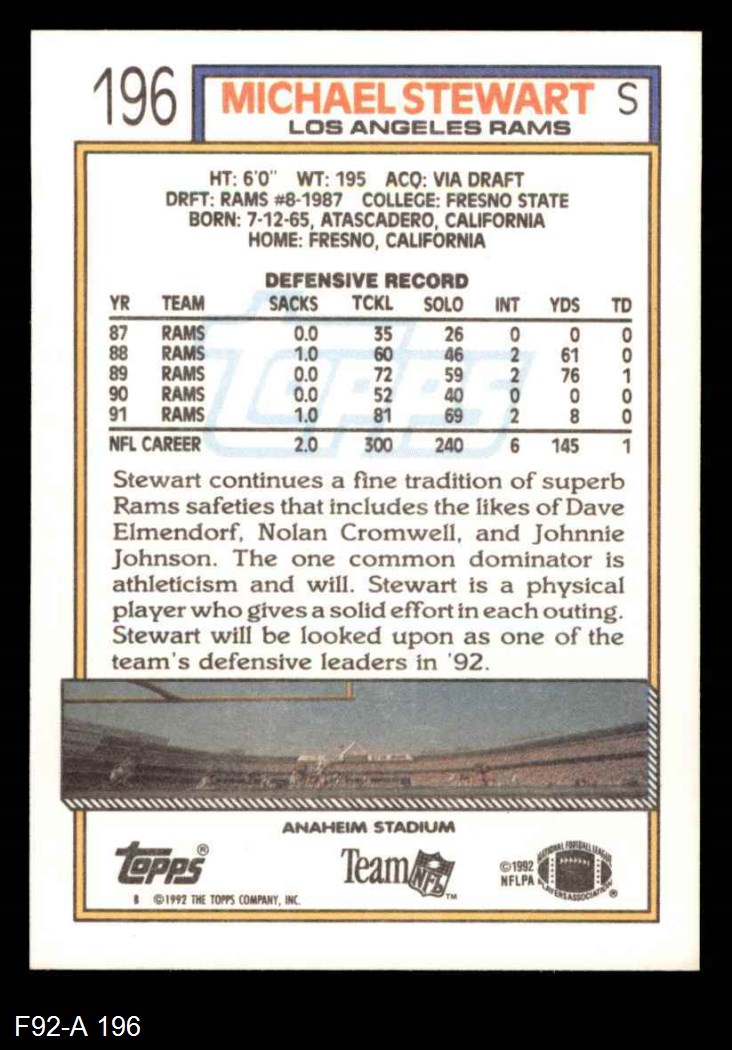 196 MICHAEL STEWART S
LOS ANGELES RAMS
HT: 6'0" WT: 195 ACQ: VIA DRAFT
DRFT: RAMS #8-1987 COLLEGE: FRESNO STATE
BORN: 7-12-65, ATASCADERO, CALIFORNIA
HOME: FRESNO, CALIFORNIA
DEFENSIVE RECORD
YR TEAM SACKS TCKL SOLO INT YDS TD
87 RAMS 0.0 35 26 0 0 0
88 RAMS 1.0 60 46 2 61 0
89 RAMS 0.0 72 59 2 76 1
90 RAMS 0.0 52 40 0 0 0
91 RAMS 1.0 81 69 2 8 0
NFL CAREER 2.0 300 240 6 145 1
TOPPS
Stewart continues a fine tradition of superb
Rams safeties that includes the likes of Dave
Elmendorf, Nolan Cromwell, and Johnnie
Johnson. The one common dominator is
athleticism and will. Stewart is a physical
player who gives a solid effort in each outing.
Stewart will be looked upon as one of the
team's defensive leaders in '92.
ANAHEIM STADIUM
TOPPS®
B ©1992 THE TOPPS COMPANY, INC.
Team NFL™
©1992
NFLPA
NATIONAL FOOTBALL LEAGUE
PLAYERS ASSOCIATION®
F92-A 196